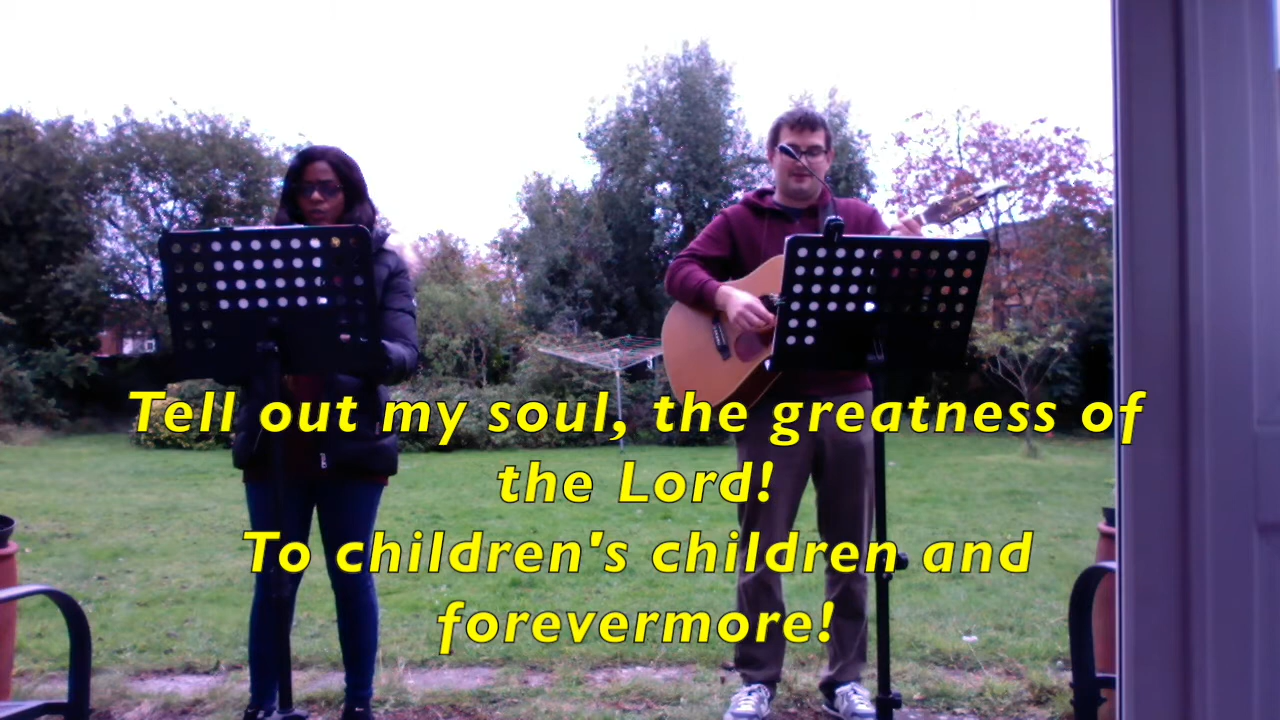 Tell out my soul, the greatness of
the Lord!
To children's children and
forevermore!